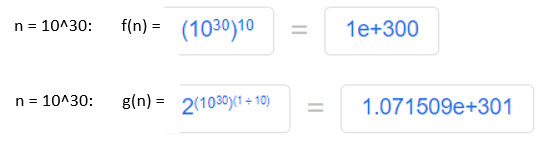 n = 10^30: f(n) = (10³⁰)¹⁰ = 1e+300
n = 10^30: g(n) = 2^((10³⁰)^(1 ÷ 10)) = 1.071509e+301